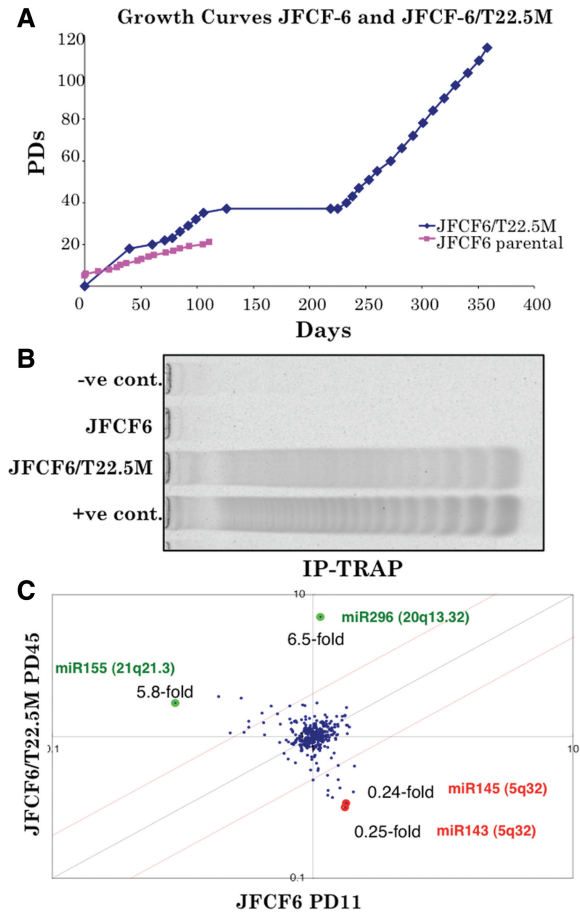 A
Growth Curves JFCF-6 and JFCF-6/T22.5M
PDs
120
100
80
60
40
20
0
50
100
150
200
250
300
350
400
JFCF6/T22.5M
JFCF6 parental
Days
B
-ve cont.
JFCF6
JFCF6/T22.5M
+ve cont.
IP-TRAP
C
10
miR296 (20q13.32)
6.5-fold
miR155 (21q21.3)
5.8-fold
JFCF6/T22.5M PD45
0.1
10
0.24-fold miR145 (5q32)
0.25-fold miR143 (5q32)
0.1
JFCF6 PD11